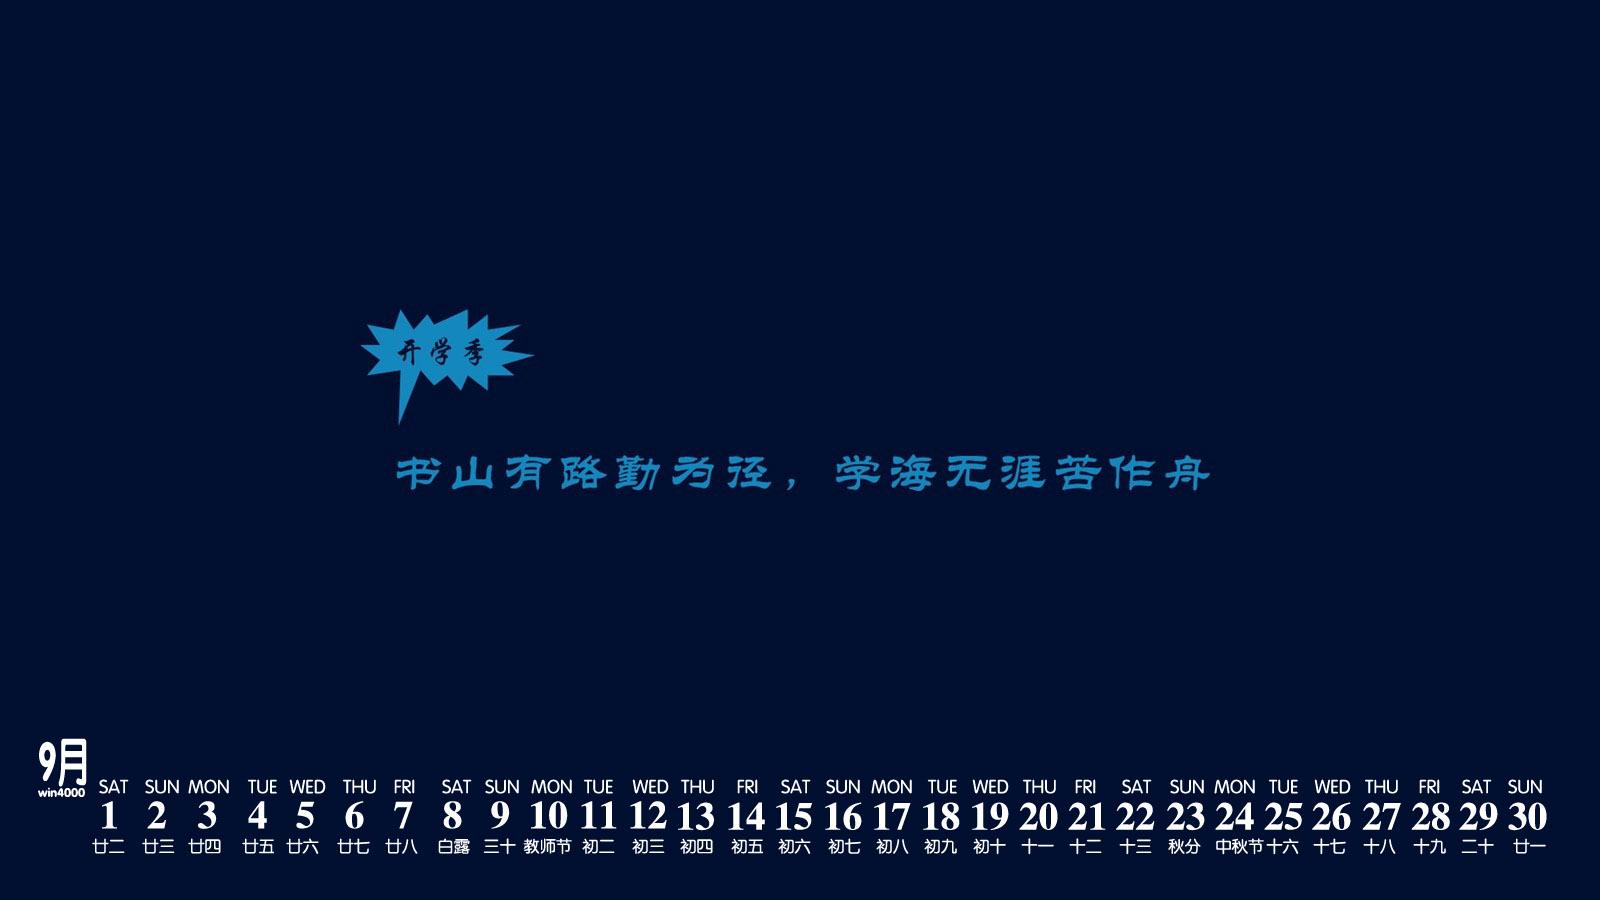 开学季
书山有路勤为径，学海无涯苦作舟
9月
win4000
SAT SUN MON TUE WED THU FRI SAT SUN MON TUE WED THU FRI SAT SUN MON TUE WED THU FRI SAT SUN MON TUE WED THU FRI SAT SUN
1 2 3 4 5 6 7 8 9 10 11 12 13 14 15 16 17 18 19 20 21 22 23 24 25 26 27 28 29 30
廿二 廿三 廿四 廿五 廿六 廿七 廿八 白露 三十 教师节 初二 初三 初四 初五 初六 初七 初八 初九 初十 十一 十二 十三 秋分 中秋节 十六 十七 十八 十九 二十 廿一